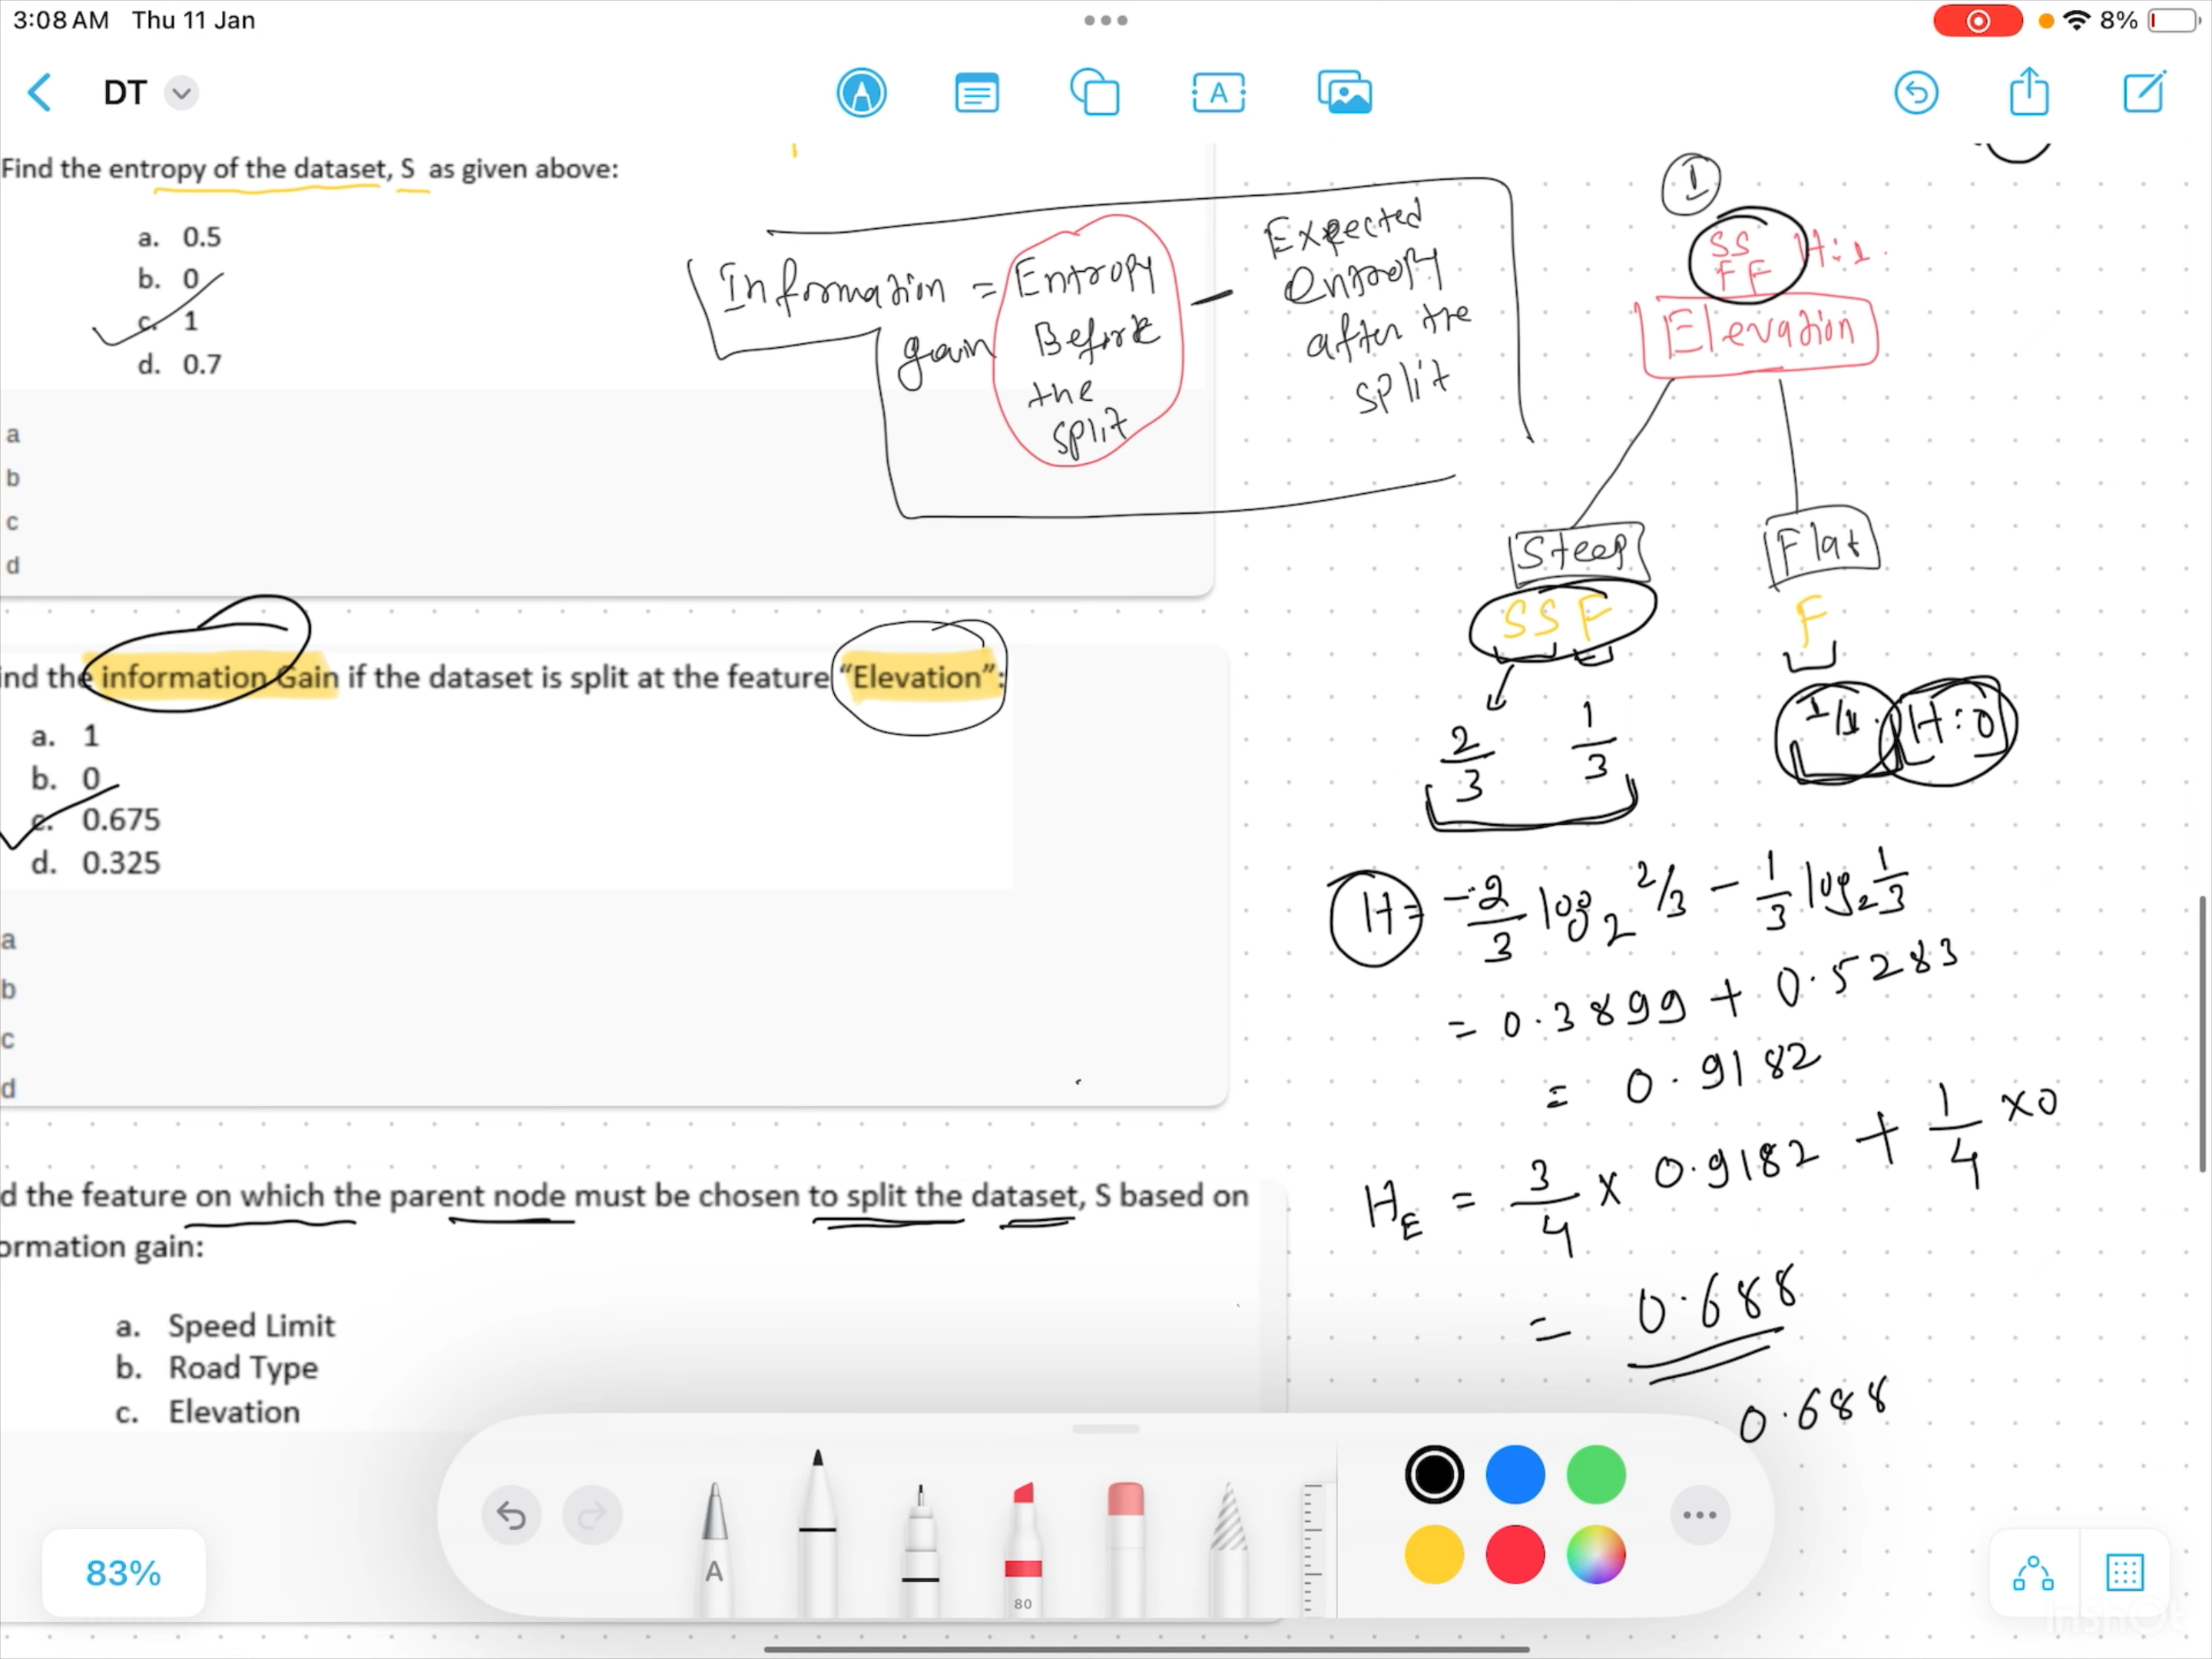 3:08 AM Thu 11 Jan
8%
DT
A
Find the entropy of the dataset, S as given above:
a. 0.5
b. 0
c. 1
d. 0.7
a
b
c
d
Information gain = Entropy Before the split - Expected entropy after the split
I
SS
FF
H:1
Elevation
Steep
Flat
SSF
F
2/3
1/3
1/1
H:0
ind the information Gain if the dataset is split at the feature "Elevation":
a. 1
b. 0
c. 0.675
d. 0.325
a
b
c
d
H = -2/3 log2 2/3 - 1/3 log2 1/3
= 0.3899 + 0.5283
= 0.9182
HE = 3/4 x 0.9182 + 1/4 x 0
= 0.688
0.688
d the feature on which the parent node must be chosen to split the dataset, S based on
ormation gain:
a. Speed Limit
b. Road Type
c. Elevation
A
80
83%
InShOt